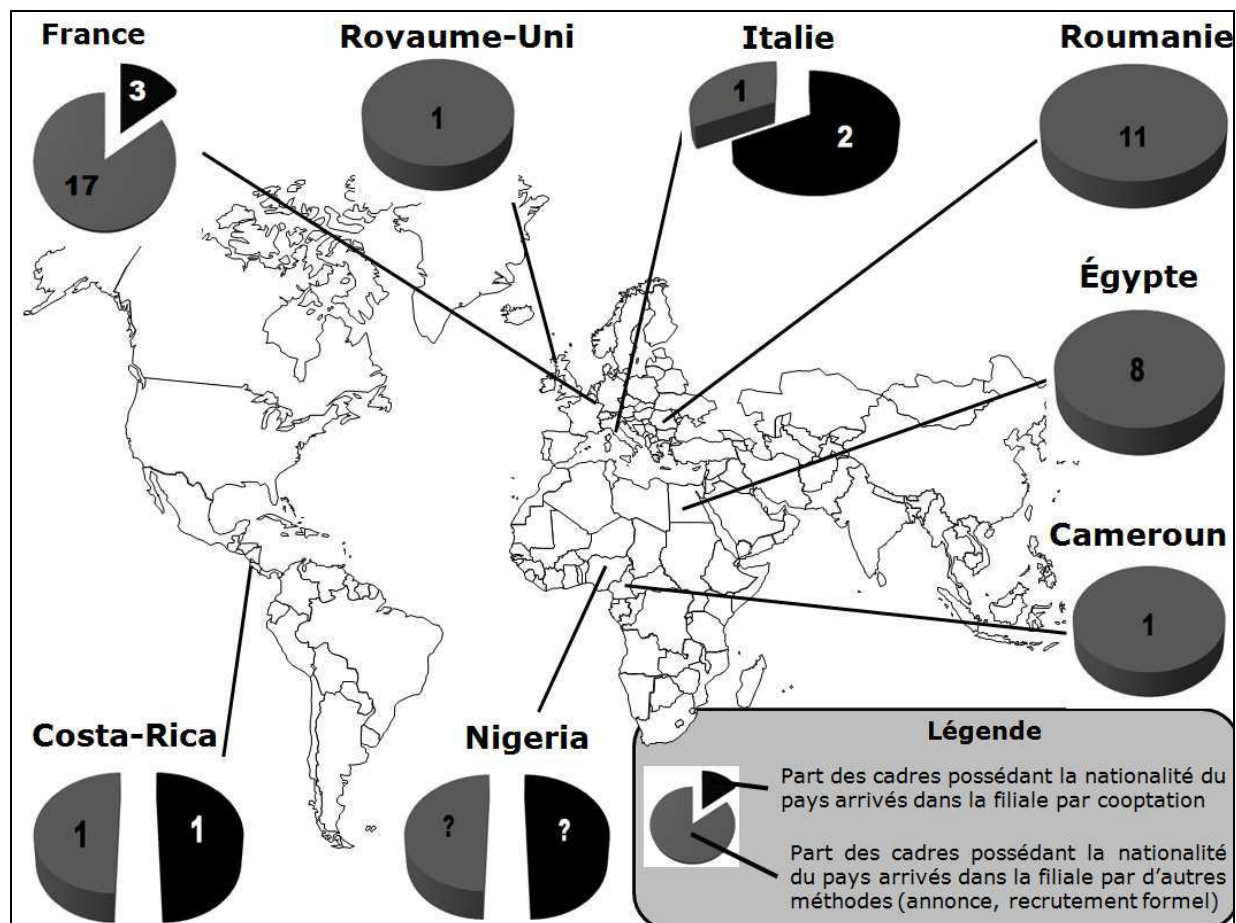 France
Royaume-Uni
Italie
Roumanie
3
17
1
1
2
11
Égypte
8
Cameroun
1
Costa-Rica
1
1
Nigeria
?
?
Légende
Part des cadres possédant la nationalité du
pays arrivés dans la filiale par cooptation
Part des cadres possédant la nationalité
du pays arrivés dans la filiale par d'autres
méthodes (annonce, recrutement formel)